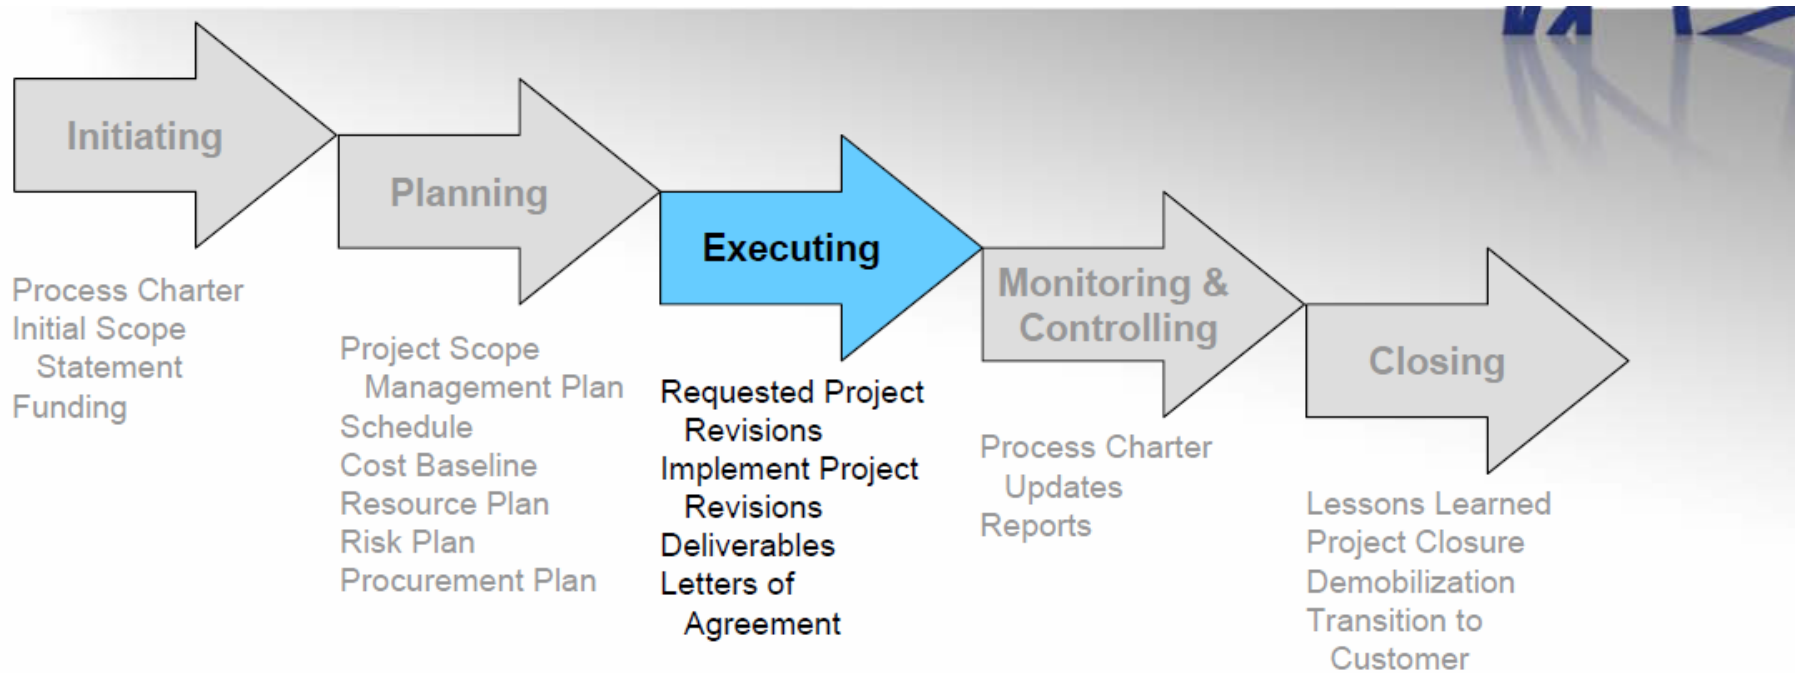 Initiating
Process Charter
Initial Scope
Statement
Funding
Planning
Project Scope
Management Plan
Schedule
Cost Baseline
Resource Plan
Risk Plan
Procurement Plan
Executing
Requested Project
Revisions
Implement Project
Revisions
Deliverables
Letters of
Agreement
Monitoring &
Controlling
Process Charter
Updates
Reports
Closing
Lessons Learned
Project Closure
Demobilization
Transition to
Customer